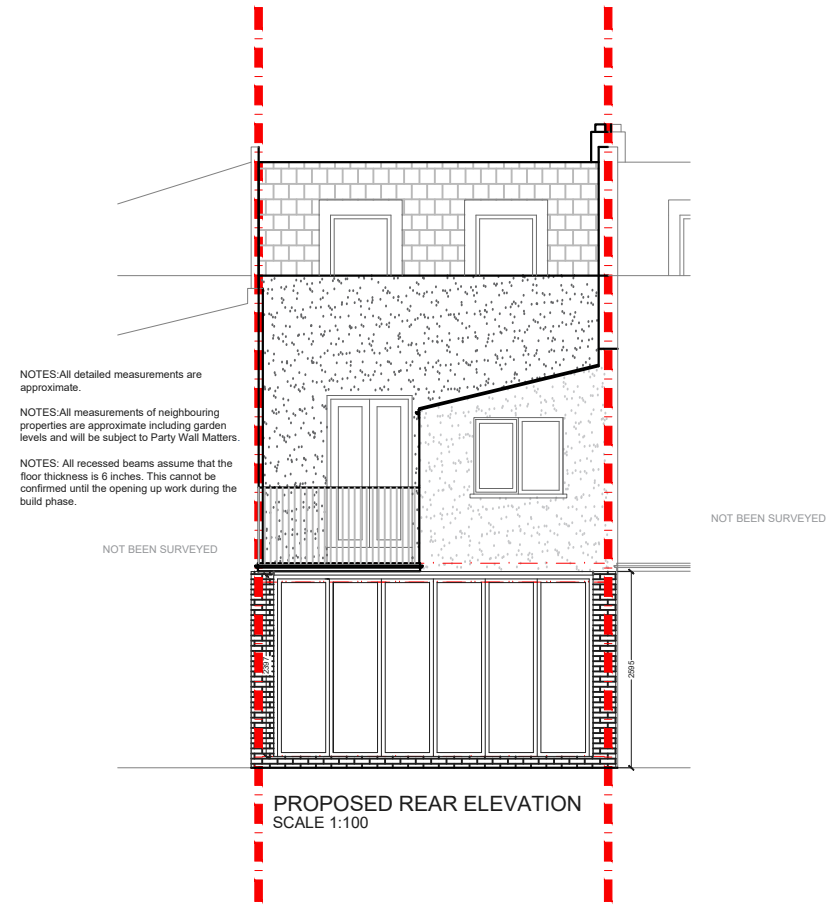 NOTES:All detailed measurements are
approximate.
NOTES:All measurements of neighbouring
properties are approximate including garden
levels and will be subject to Party Wall Matters.
NOTES: All recessed beams assume that the
floor thickness is 6 inches. This cannot be
confirmed until the opening up work during the
build phase.
NOT BEEN SURVEYED
NOT BEEN SURVEYED
2595
PROPOSED REAR ELEVATION
SCALE 1:100